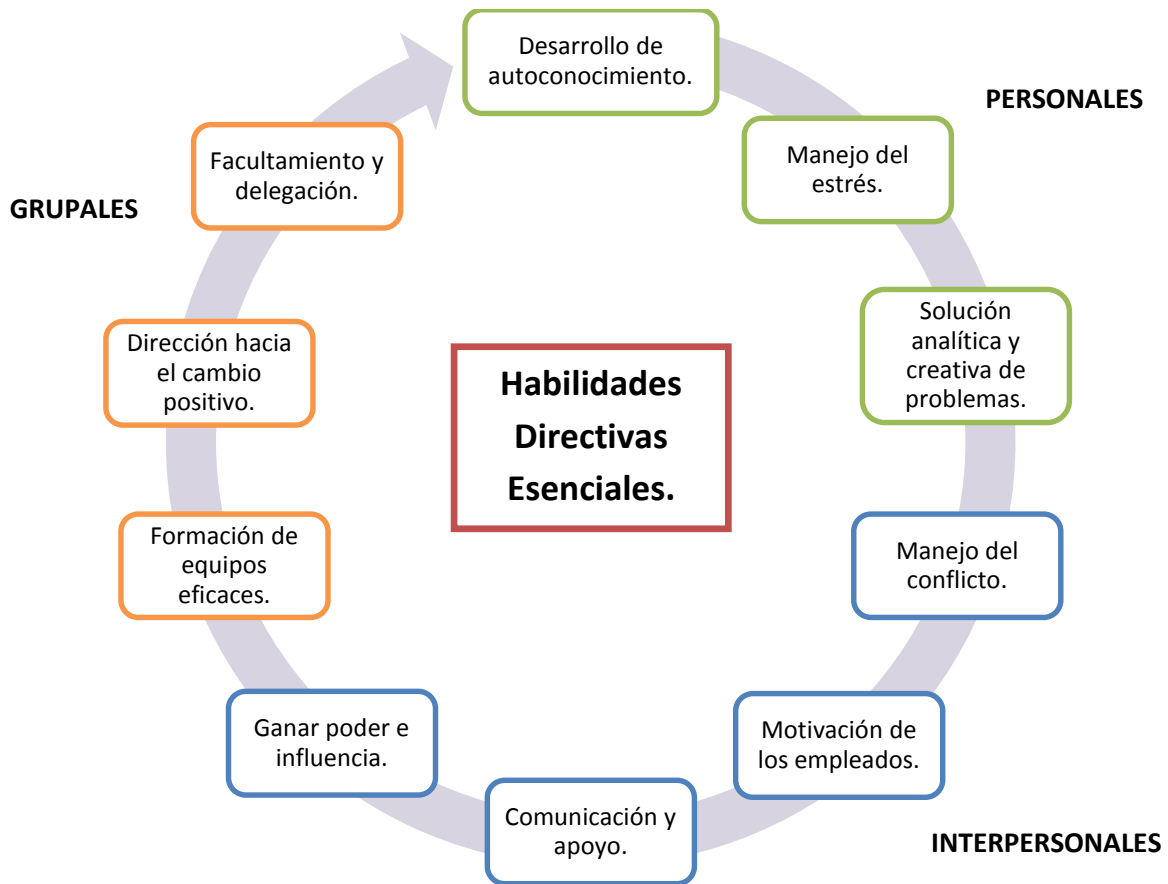 Desarrollo de
autoconocimiento.
PERSONALES
Manejo del
estrés.
Solución
analítica y
creativa de
problemas.
Manejo del
conflicto.
Motivación de
los empleados.
INTERPERSONALES
Comunicación y
apoyo.
Ganar poder e
influencia.
Formación de
equipos
eficaces.
Dirección hacia
el cambio
positivo.
Facultamiento y
delegación.
GRUPALES
Habilidades
Directivas
Esenciales.